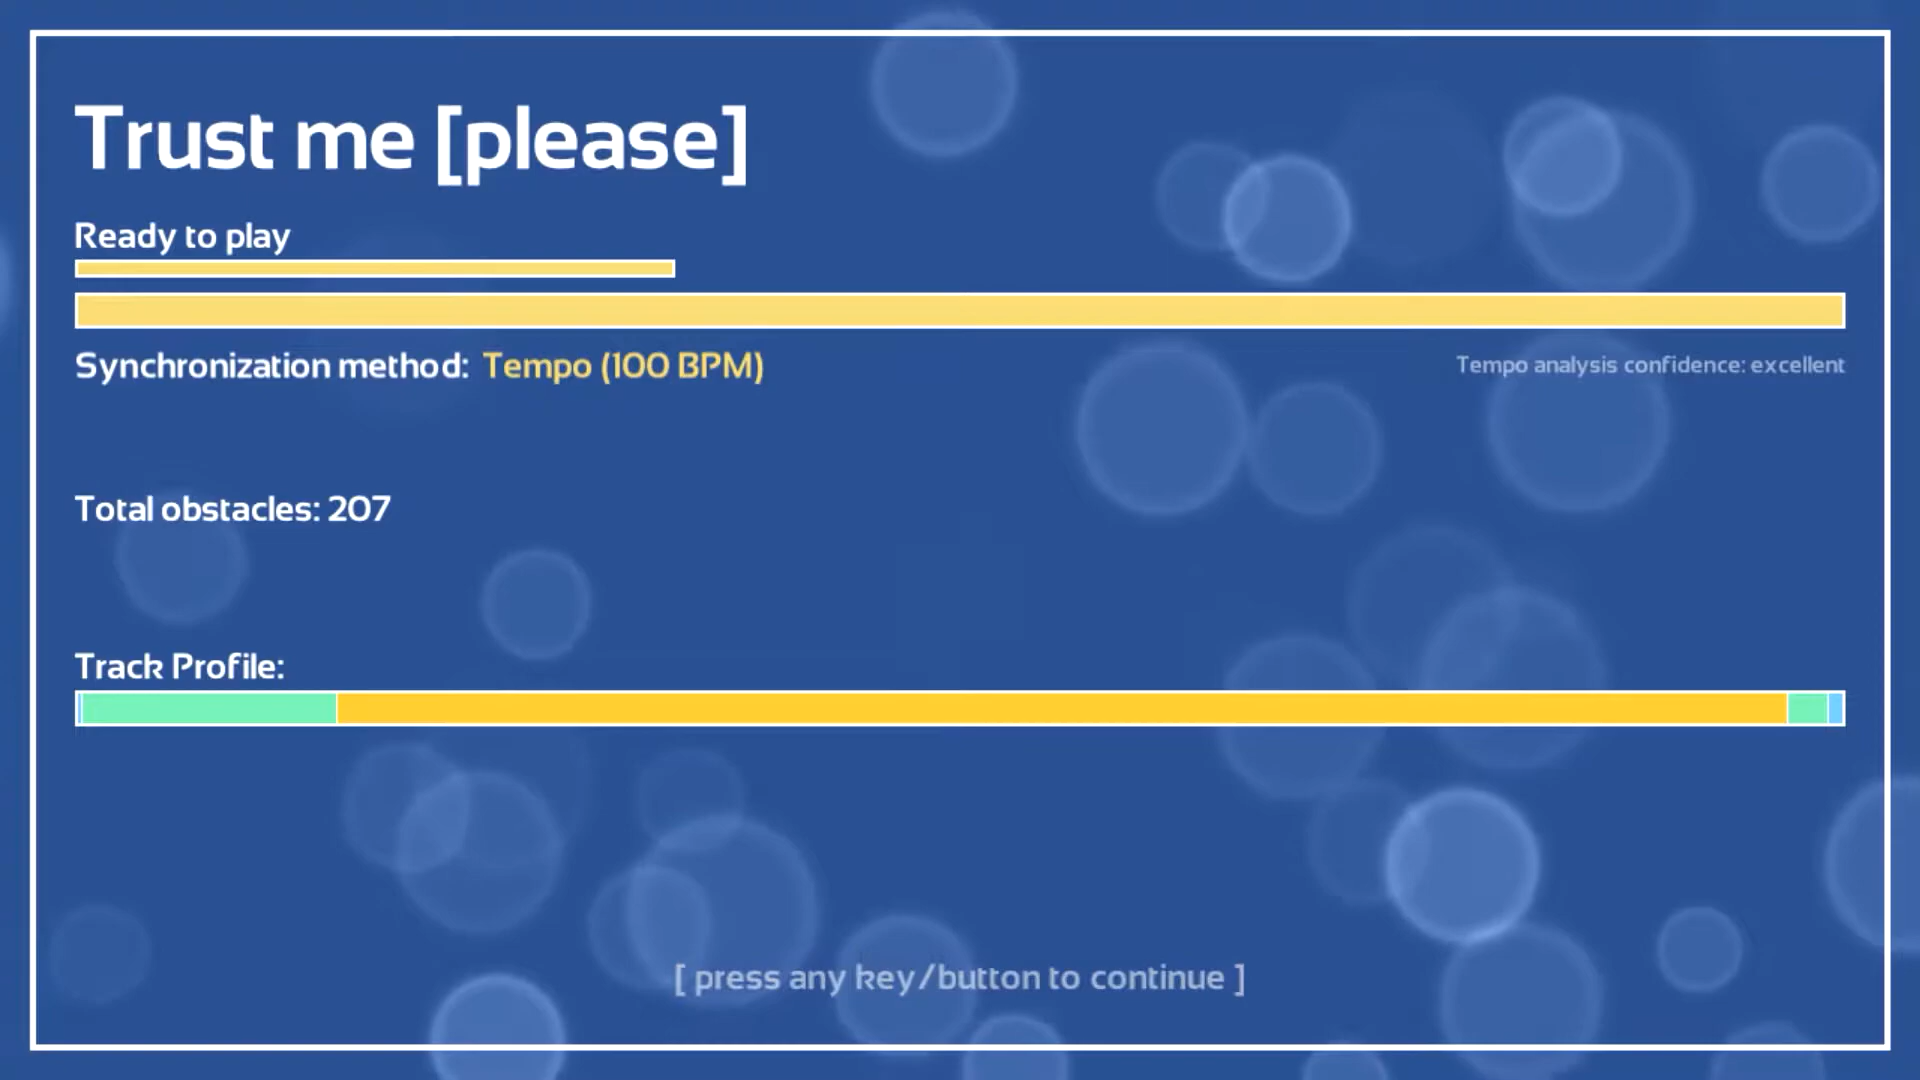 Trust me [please]
Ready to play
Synchronization method: Tempo (100 BPM)
Tempo analysis confidence: excellent
Total obstacles: 207
Track Profile:
[ press any key/button to continue ]